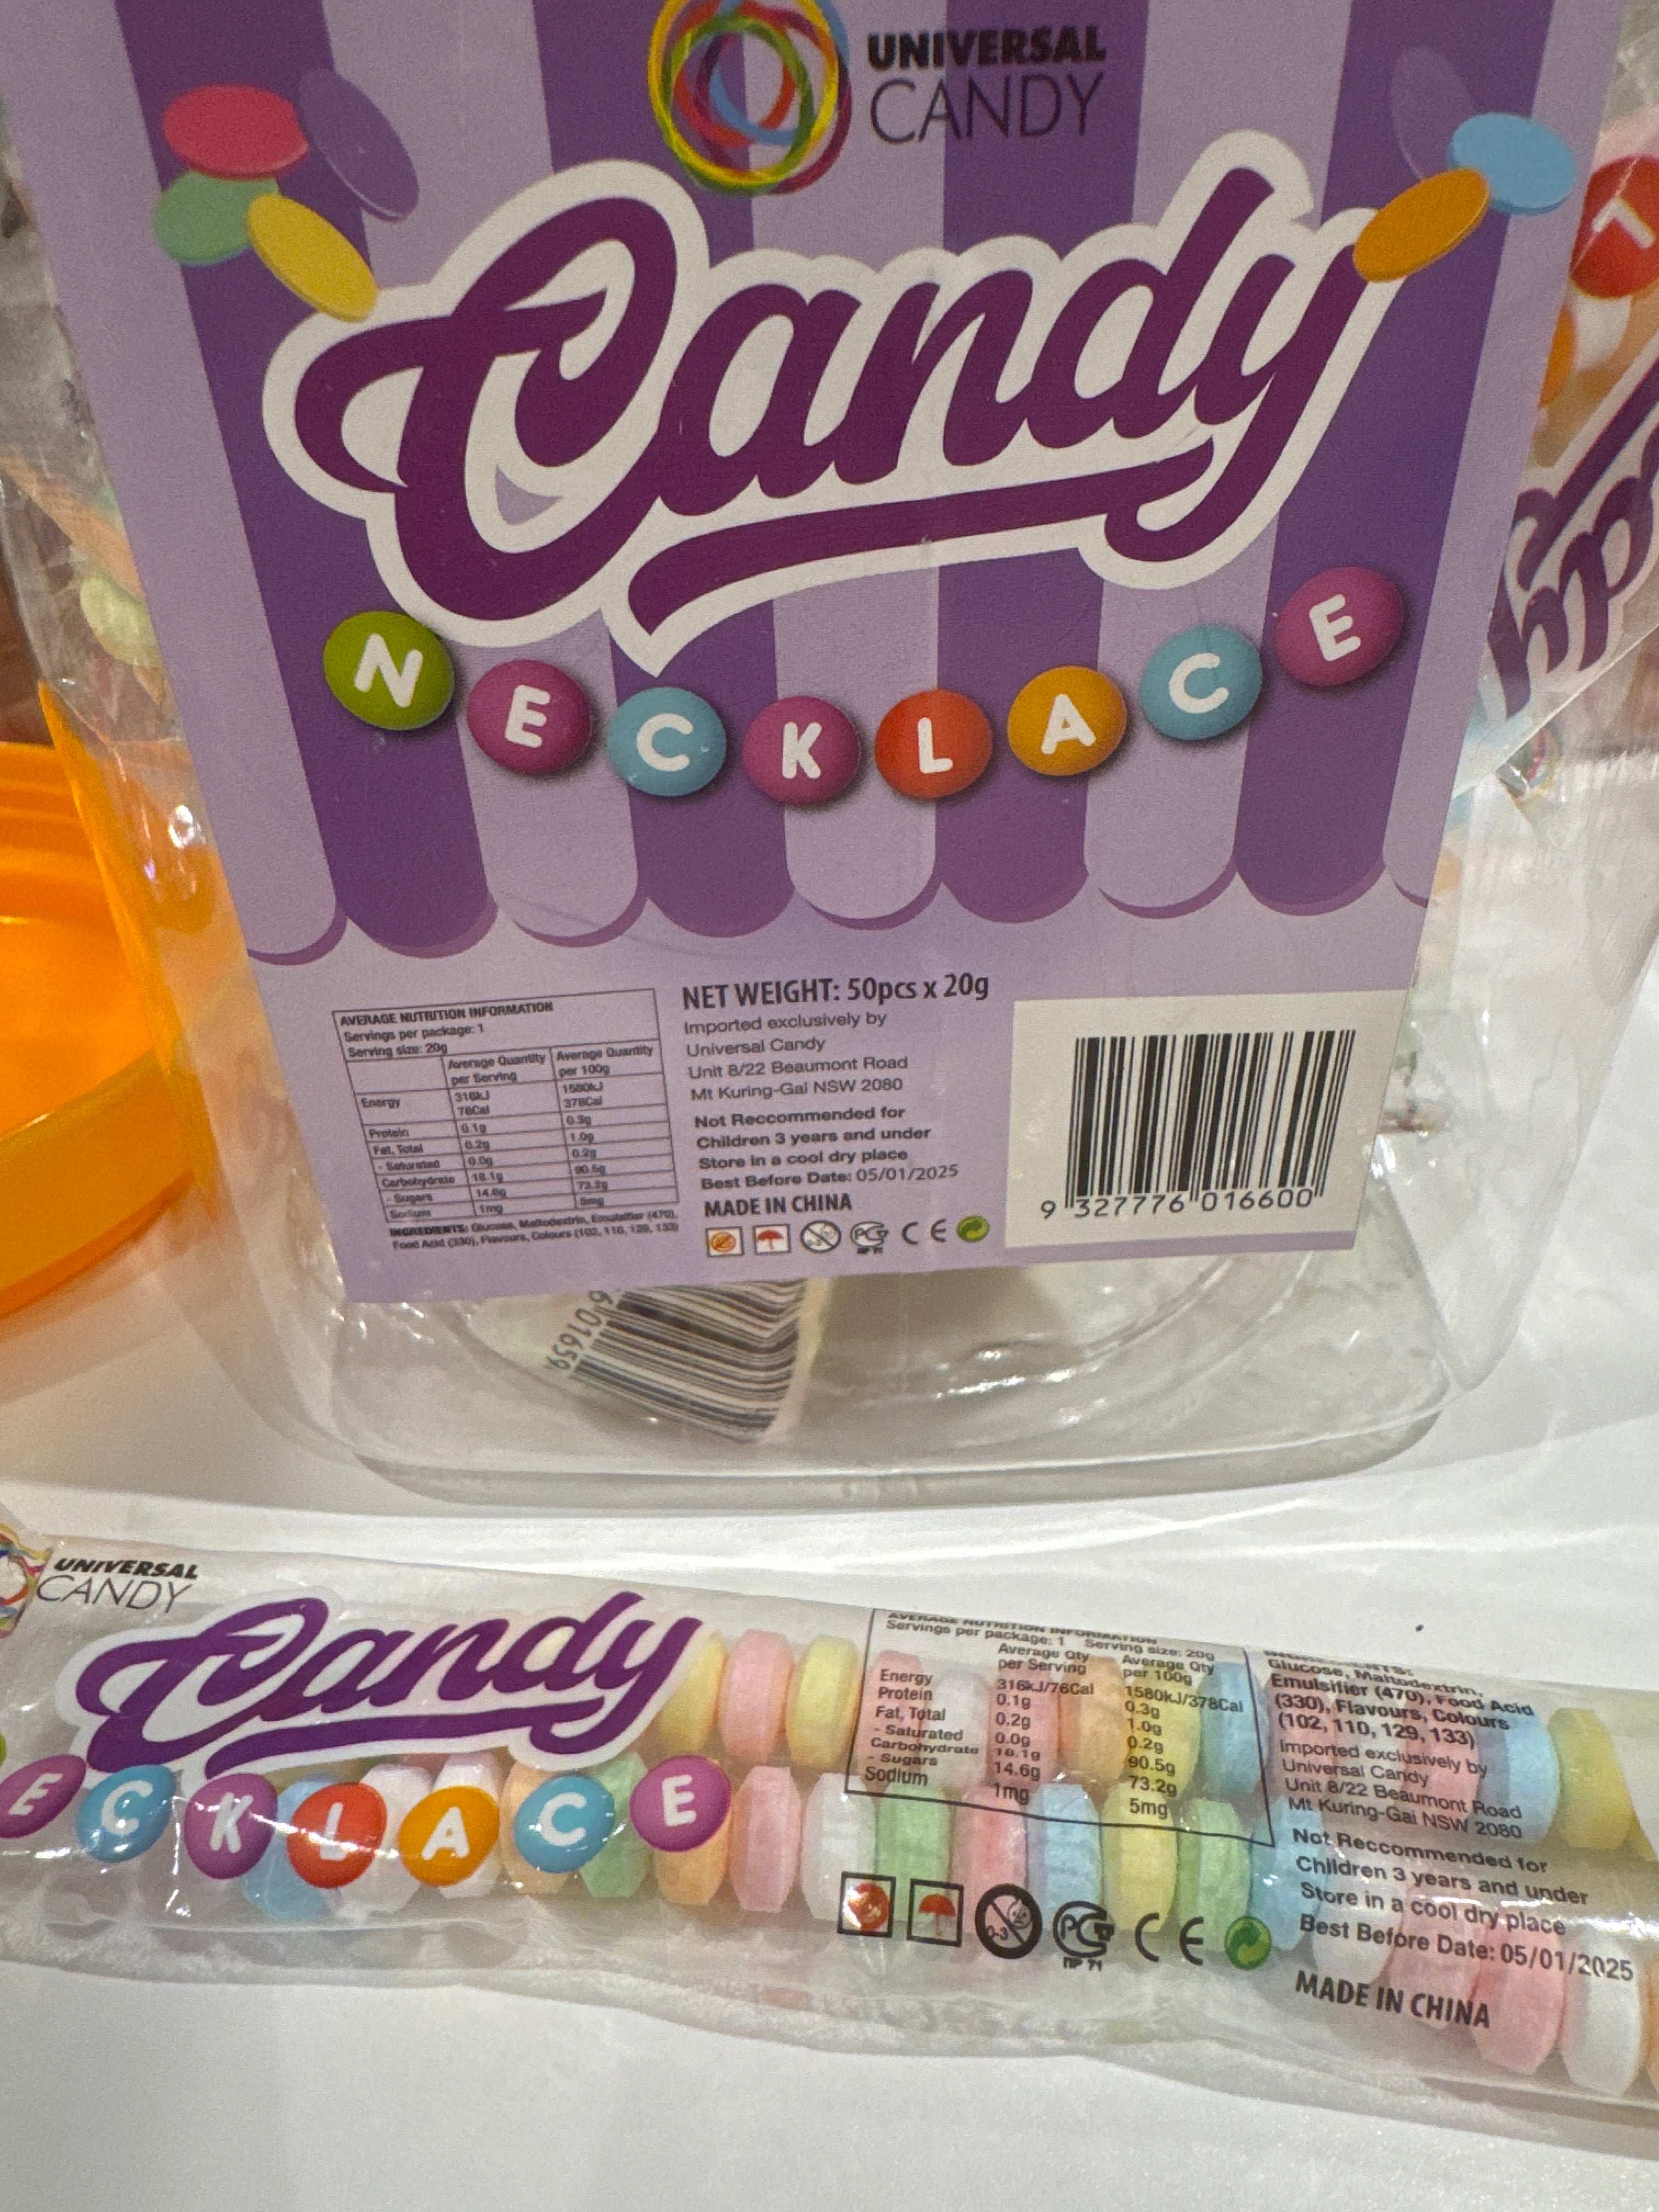 UNIVERSAL
CANDY
Candy
NECKLACE
AVERAGE NUTRITION INFORMATION
Servings per package: 1
Serving size: 20g
Average Quantity per Serving Average Quantity per 100g
Energy 316kJ 76Cal 1580kJ 378Cal
Protein 0.1g 0.3g
Fat, Total 0.2g 1.0g
- Saturated 0.0g 0.2g
Carbohydrate 18.1g 90.5g
- Sugars 14.6g 73.2g
Sodium 1mg 5mg
INGREDIENTS: Glucose, Maltodextrin, Emulsifier (470),
Food Acid (330), Flavours, Colours (102, 110, 129, 133)
NET WEIGHT: 50pcs x 20g
Imported exclusively by
Universal Candy
Unit 8/22 Beaumont Road
Mt Kuring-Gai NSW 2080
Not Reccommended for
Children 3 years and under
Store in a cool dry place
Best Before Date: 05/01/2025
MADE IN CHINA
CE
9 327776 016600
601659
UNIVERSAL
CANDY
Candy
ECKLACE
AVERAGE NUTRITION INFORMATION
Servings per package: 1 Serving size: 20g
Average Qty per Serving Average Qty per 100g
Energy 316kJ/76Cal 1580kJ/378Cal
Protein 0.1g 0.3g
Fat, Total 0.2g 1.0g
- Saturated 0.0g 0.2g
Carbohydrate 18.1g 90.5g
- Sugars 14.6g 73.2g
Sodium 1mg 5mg
0-3
CE
INGREDIENTS:
Glucose, Maltodextrin,
Emulsifier (470), Food Acid
(330), Flavours, Colours
(102, 110, 129, 133)
Imported exclusively by
Universal Candy
Unit 8/22 Beaumont Road
Mt Kuring-Gai NSW 2080
Not Reccommended for
Children 3 years and under
Store in a cool dry place
Best Before Date: 05/01/2025
MADE IN CHINA